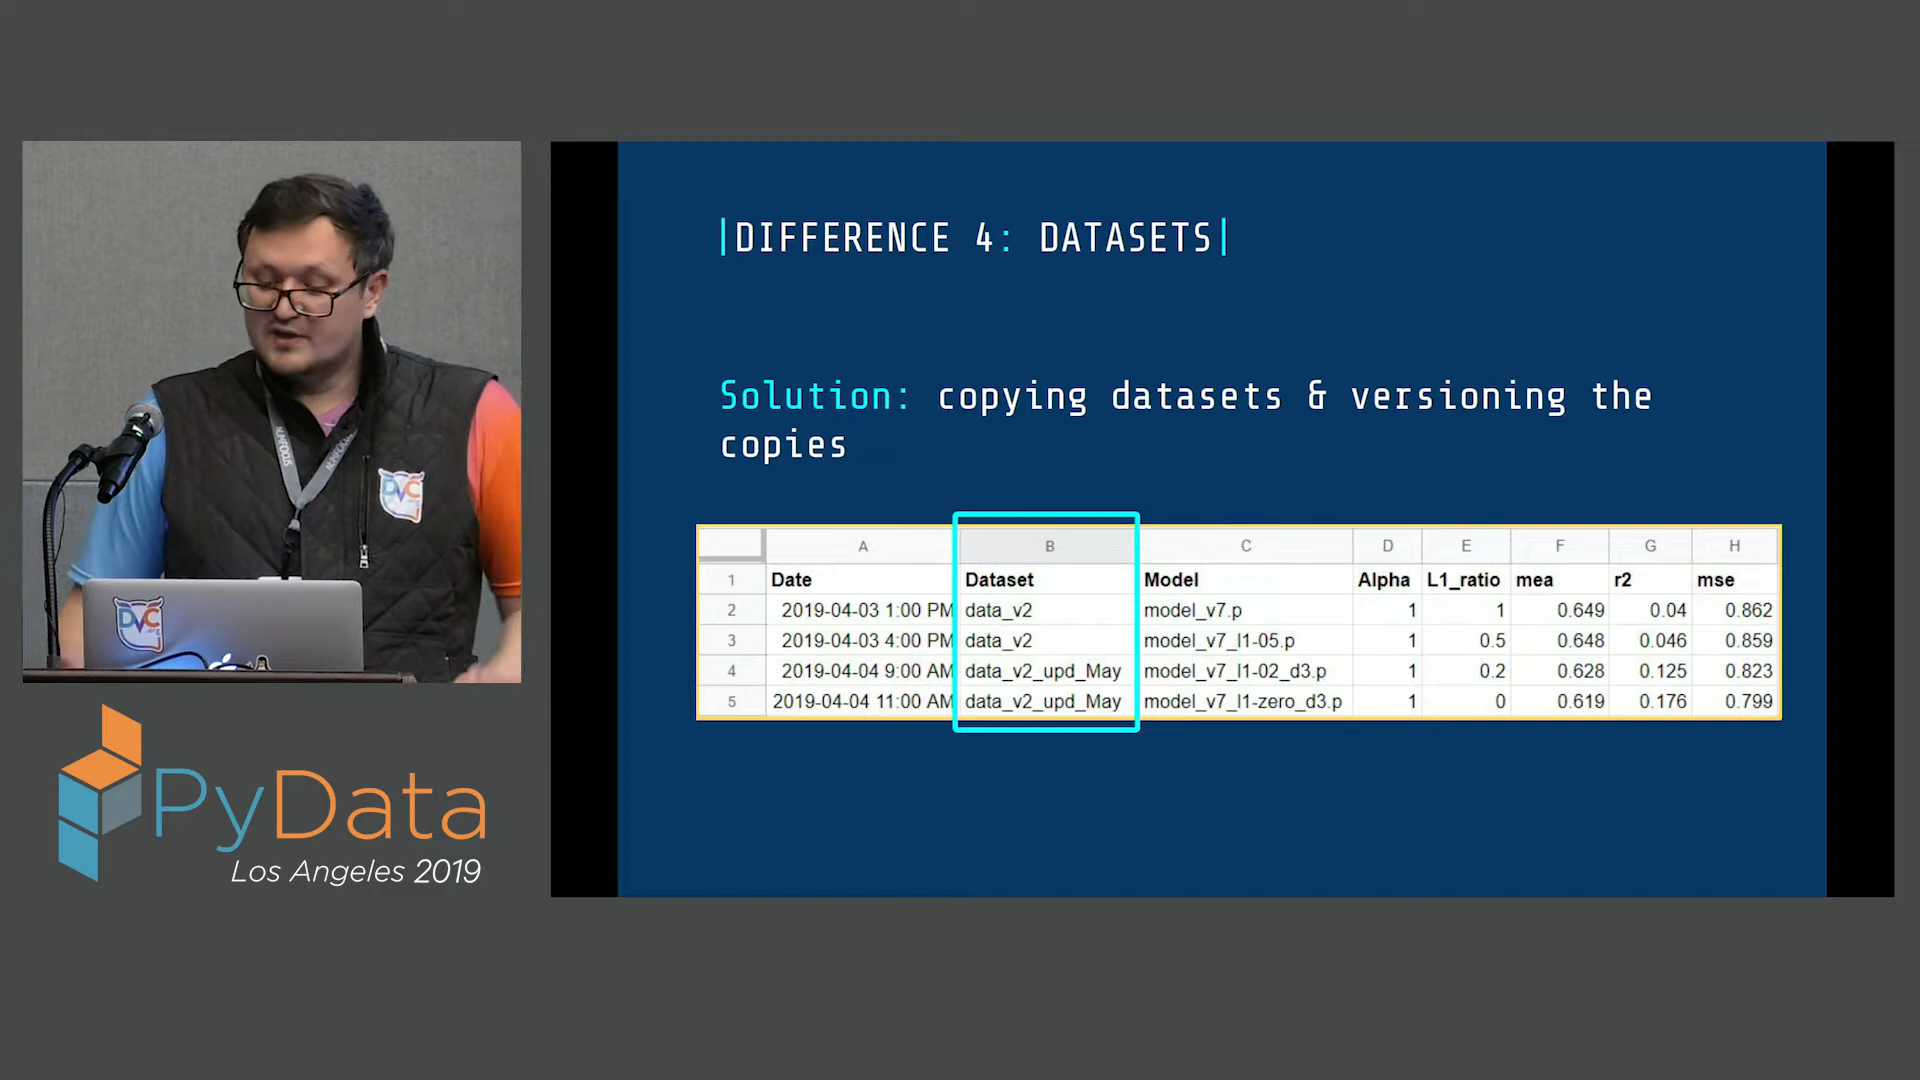 |DIFFERENCE 4: DATASETS|
Solution: copying datasets & versioning the
copies
A B C D E F G H
1 Date Dataset Model Alpha L1_ratio mea r2 mse
2 2019-04-03 1:00 PM data_v2 model_v7.p 1 1 0.649 0.04 0.862
3 2019-04-03 4:00 PM data_v2 model_v7_l1-05.p 1 0.5 0.648 0.046 0.859
4 2019-04-04 9:00 AM data_v2_upd_May model_v7_l1-02_d3.p 1 0.2 0.628 0.125 0.823
5 2019-04-04 11:00 AM data_v2_upd_May model_v7_l1-zero_d3.p 1 0 0.619 0.176 0.799
NUMFOCUS
DVC
DVC
.org
PyData
Los Angeles 2019